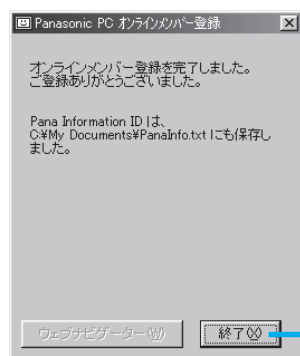 Panasonic PC オンラインメンバー登録
オンラインメンバー登録を完了しました。
ご登録ありがとうございました。
Pana Information ID は、
C:¥My Documents¥PanaInfo.txt にも保存し
ました。
ウェブナビゲーター(W)
終了(X)